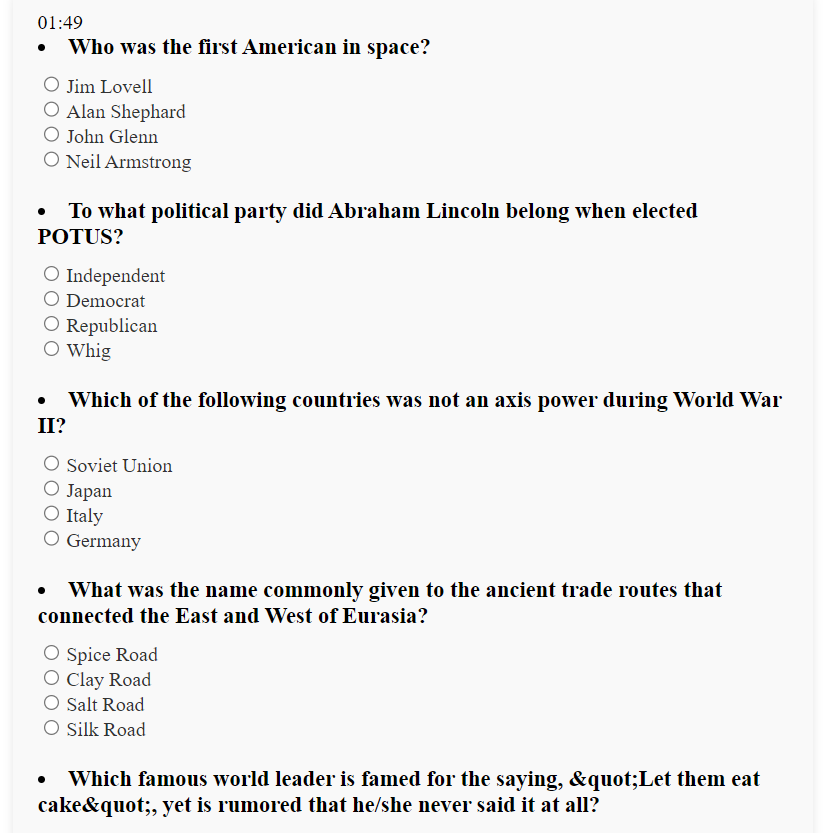 01:49
• Who was the first American in space?
Jim Lovell
Alan Shephard
John Glenn
Neil Armstrong
• To what political party did Abraham Lincoln belong when elected
POTUS?
Independent
Democrat
Republican
Whig
• Which of the following countries was not an axis power during World War
II?
Soviet Union
Japan
Italy
Germany
• What was the name commonly given to the ancient trade routes that
connected the East and West of Eurasia?
Spice Road
Clay Road
Salt Road
Silk Road
• Which famous world leader is famed for the saying, &quot;Let them eat
cake&quot;, yet is rumored that he/she never said it at all?